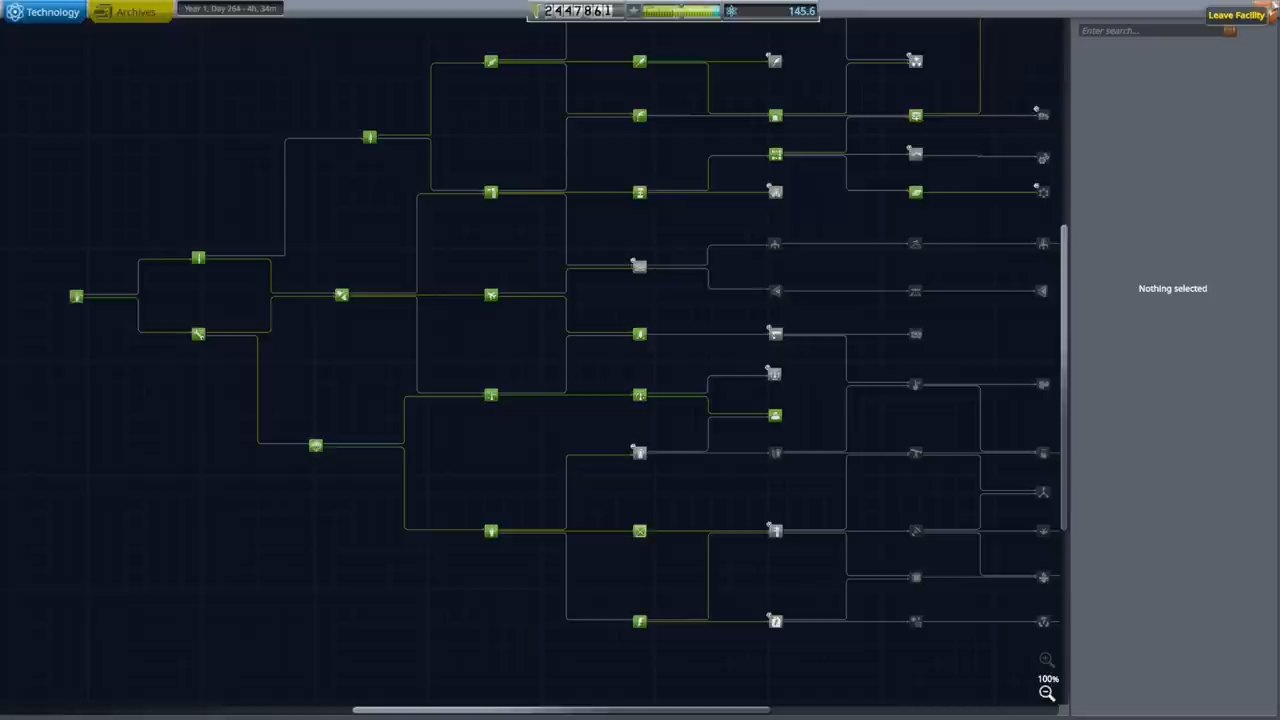 Technology
Archives
Year 1, Day 264 - 4h, 34m
2447861
145.6
Leave Facility
Enter search...
Nothing selected
100%